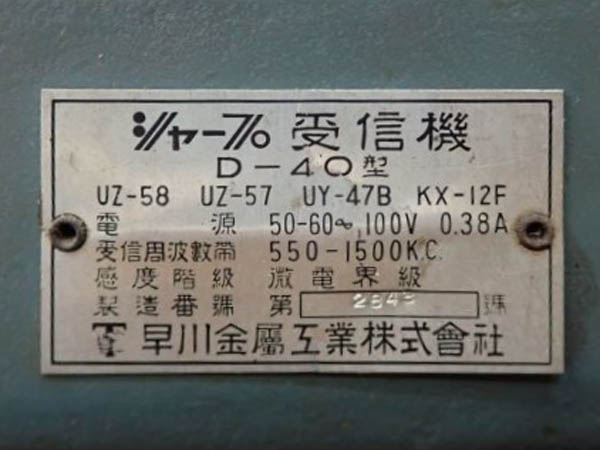 シャープ 受信機
D-40型
UZ-58 UZ-57 UY-47B KX-12F
電源 50-60∾ 100V 0.38A
受信周波數帶 550-1500K.C.
感度階級 微電界級
製造番號 第 號
早川金屬工業株式會社